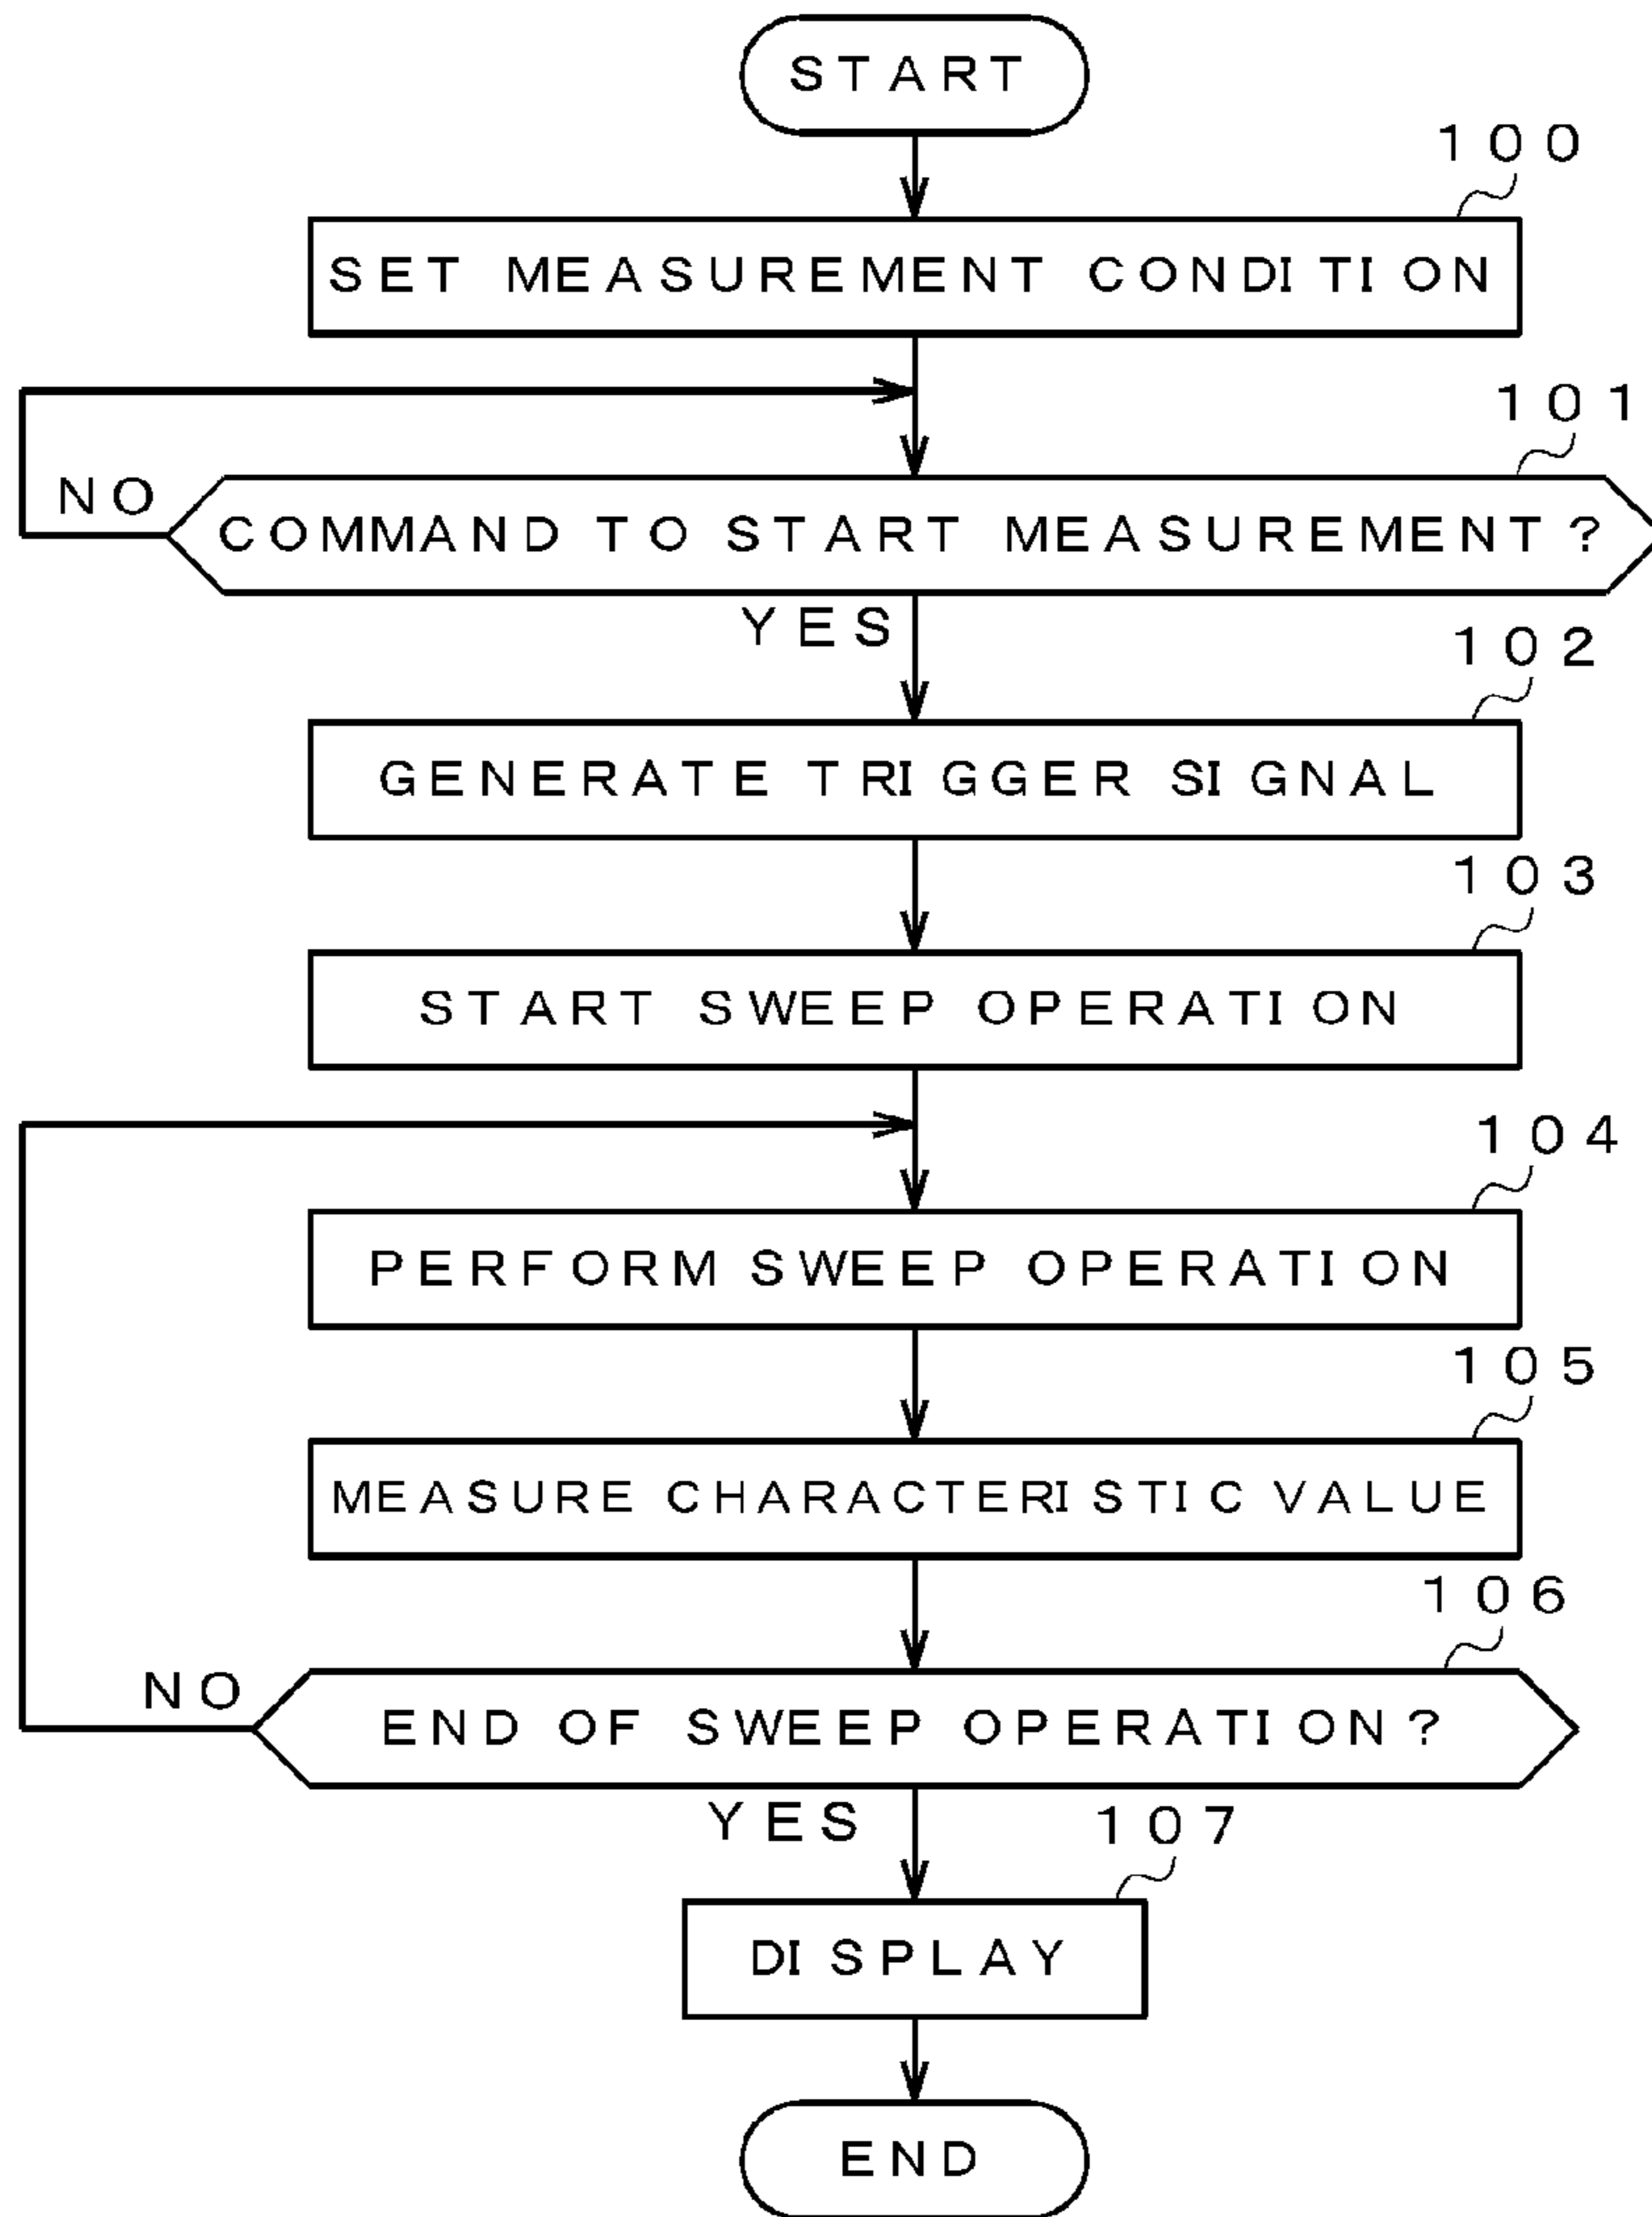 START
100
SET MEASUREMENT CONDITION
101
NO
COMMAND TO START MEASUREMENT?
YES
102
GENERATE TRIGGER SIGNAL
103
START SWEEP OPERATION
104
PERFORM SWEEP OPERATION
105
MEASURE CHARACTERISTIC VALUE
106
NO
END OF SWEEP OPERATION?
YES
107
DISPLAY
END